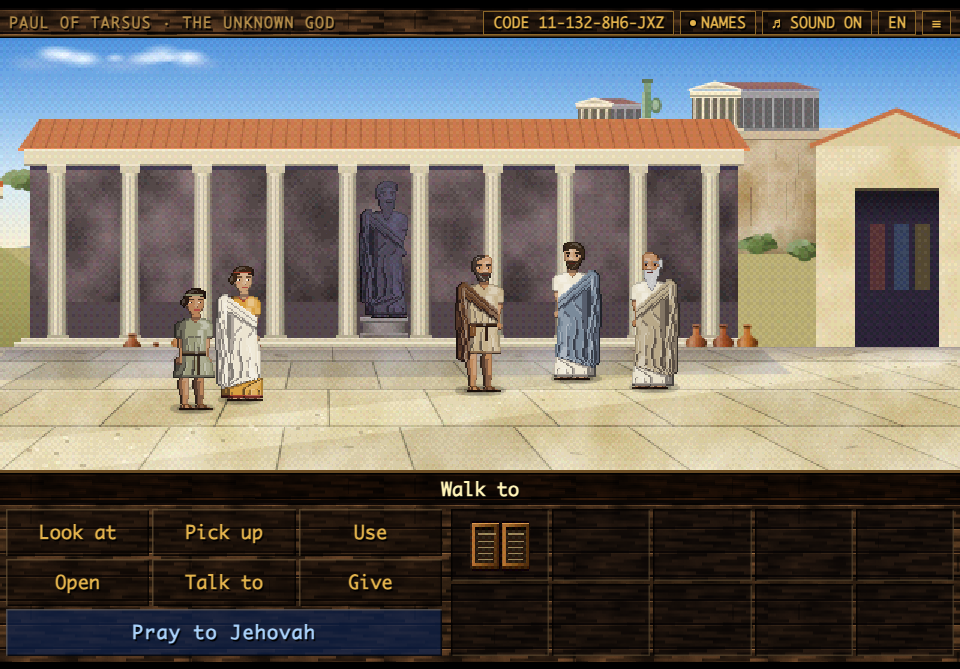 PAUL OF TARSUS · THE UNKNOWN GOD
CODE 11-132-8H6-JXZ
• NAMES
♬ SOUND ON
EN
≡
Walk to
Look at
Pick up
Use
Open
Talk to
Give
Pray to Jehovah